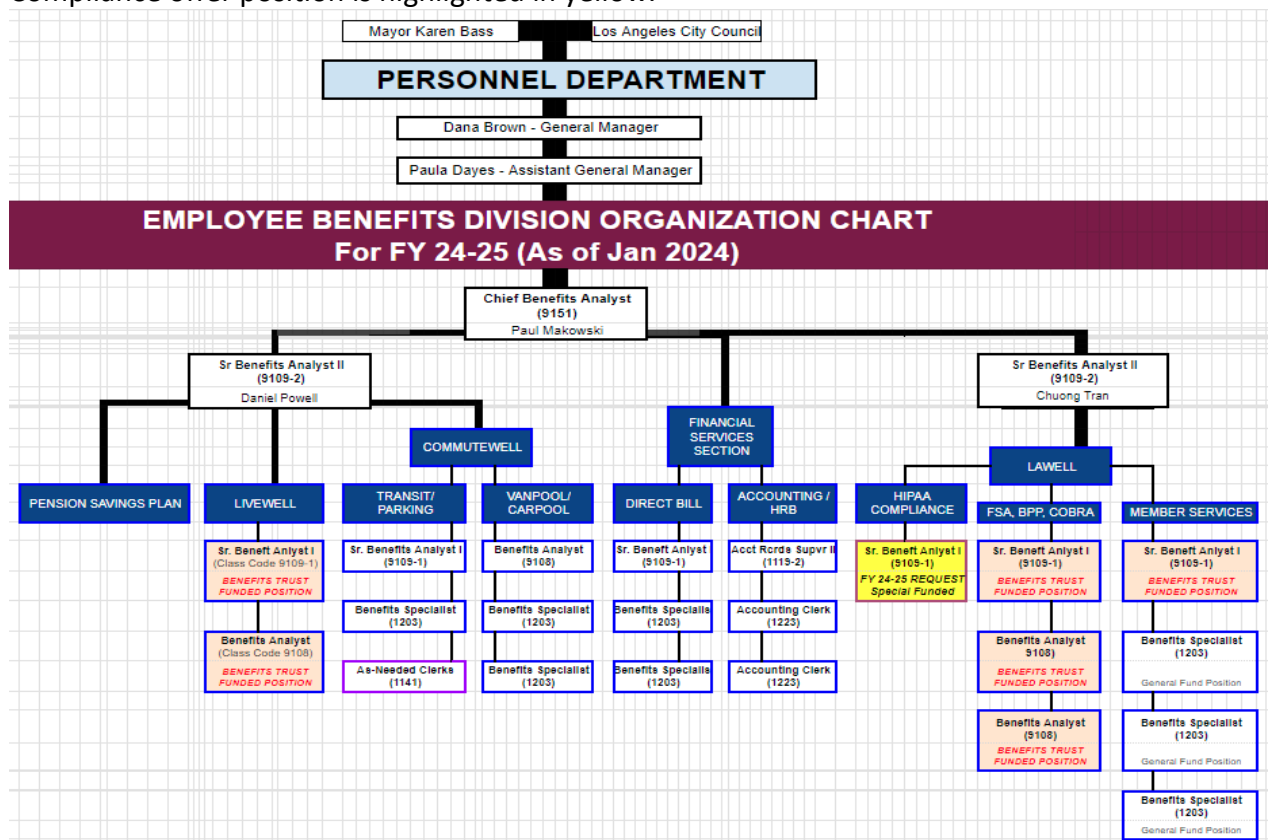 Compliance offer position is highlighted in yellow.
Mayor Karen Bass
Los Angeles City Council
PERSONNEL DEPARTMENT
Dana Brown - General Manager
Paula Dayes - Assistant General Manager
EMPLOYEE BENEFITS DIVISION ORGANIZATION CHART
For FY 24-25 (As of Jan 2024)
Chief Benefits Analyst
(9151)
Paul Makowski
Sr Benefits Analyst II
(9109-2)
Daniel Powell
Sr Benefits Analyst II
(9109-2)
Chuong Tran
COMMUTEWELL
FINANCIAL
SERVICES
SECTION
LAWELL
PENSION SAVINGS PLAN
LIVEWELL
Sr. Beneft Anlyst I
(Class Code 9109-1)
BENEFITS TRUST
FUNDED POSITION
Benefits Analyst
(Class Code 9108)
BENEFITS TRUST
FUNDED POSITION
TRANSIT/
PARKING
Sr. Benefits Analyst I
(9109-1)
Benefits Specialist
(1203)
As-Needed Clerks
(1141)
VANPOOL/
CARPOOL
Benefits Analyst
(9108)
Benefits Specialist
(1203)
Benefits Specialist
(1203)
DIRECT BILL
Sr. Beneft Anlyst
(9109-1)
Benefits Specialis
(1203)
Benefits Specialis
(1203)
ACCOUNTING /
HRB
Acct Rcrds Supvr II
(1119-2)
Accounting Clerk
(1223)
Accounting Clerk
(1223)
HIPAA
COMPLIANCE
Sr. Beneft Anlyst I
(9109-1)
FY 24-25 REQUEST
Special Funded
FSA, BPP, COBRA
Sr. Beneft Anlyst I
(9109-1)
BENEFITS TRUST
FUNDED POSITION
Benefits Analyst
9108)
BENEFITS TRUST
FUNDED POSITION
Benefits Analyst
(9108)
BENEFITS TRUST
FUNDED POSITION
MEMBER SERVICES
Sr. Beneft Anlyst I
(9109-1)
BENEFITS TRUST
FUNDED POSITION
Benefits Specialist
(1203)
General Fund Position
Benefits Specialist
(1203)
General Fund Position
Benefits Specialist
(1203)
General Fund Position